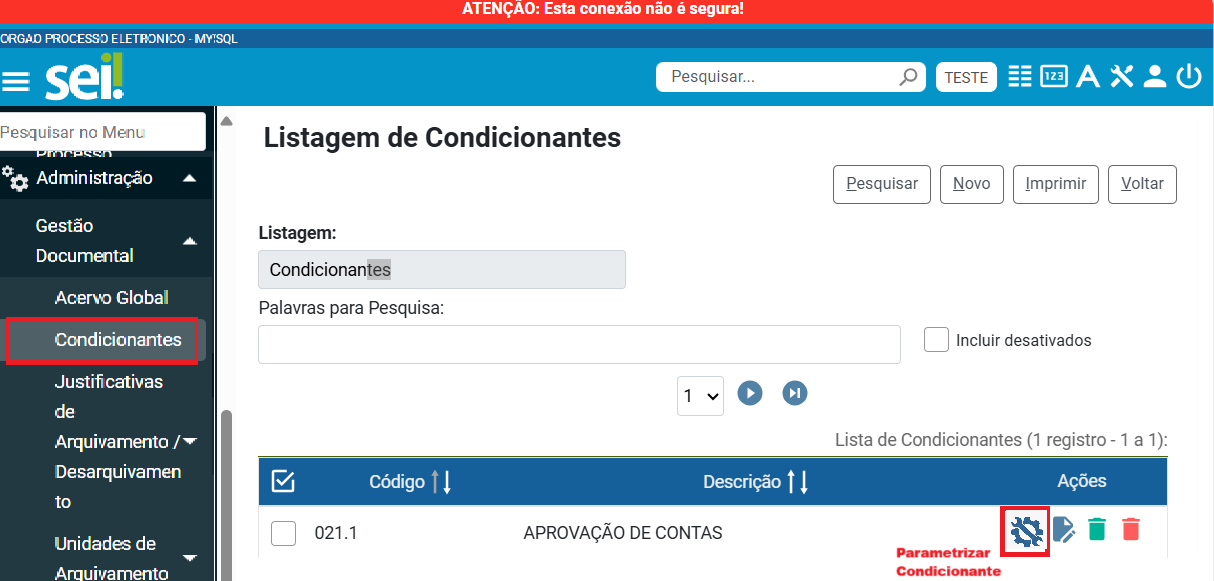 ATENÇÃO: Esta conexão não é segura!
ORGAO PROCESSO ELETRONICO - MYSQL
sei!
Pesquisar...
TESTE
123
Pesquisar no Menu
Processo
Administração
Gestão
Documental
Acervo Global
Condicionantes
Justificativas
de
Arquivamento /
Desarquivamen
to
Unidades de
Arquivamento
Listagem de Condicionantes
Pesquisar
Novo
Imprimir
Voltar
Listagem:
Condicionantes
Palavras para Pesquisa:
Incluir desativados
1
Lista de Condicionantes (1 registro - 1 a 1):
Código
Descrição
Ações
021.1
APROVAÇÃO DE CONTAS
Parametrizar
Condicionante